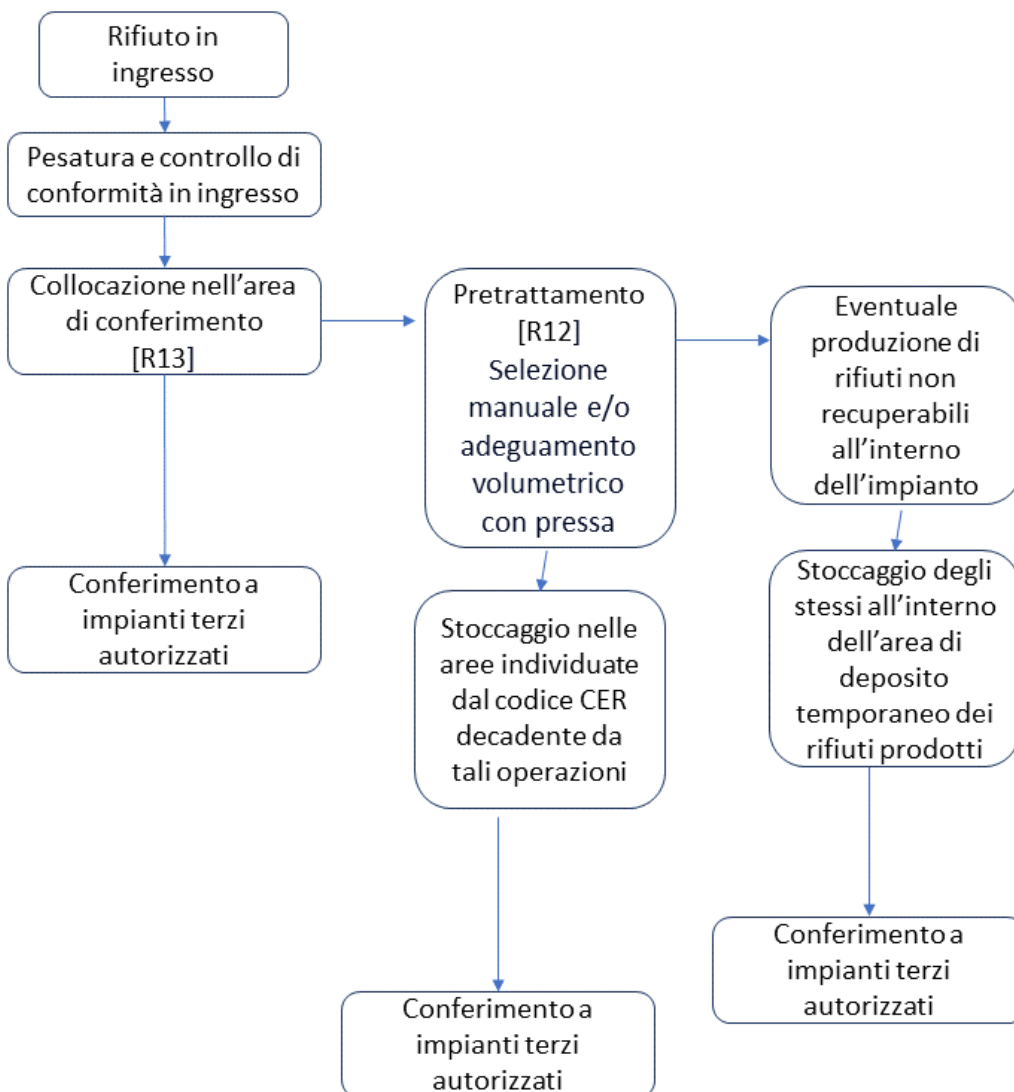 Rifiuto in
ingresso
Pesatura e controllo di
conformità in ingresso
Collocazione nell'area
di conferimento
[R13]
Conferimento a
impianti terzi
autorizzati
Pretrattamento
[R12]
Selezione
manuale e/o
adeguamento
volumetrico
con pressa
Stoccaggio nelle
aree individuate
dal codice CER
decadente da
tali operazioni
Conferimento a
impianti terzi
autorizzati
Eventuale
produzione di
rifiuti non
recuperabili
all'interno
dell'impianto
Stoccaggio degli
stessi all'interno
dell'area di
deposito
temporaneo dei
rifiuti prodotti
Conferimento a
impianti terzi
autorizzati